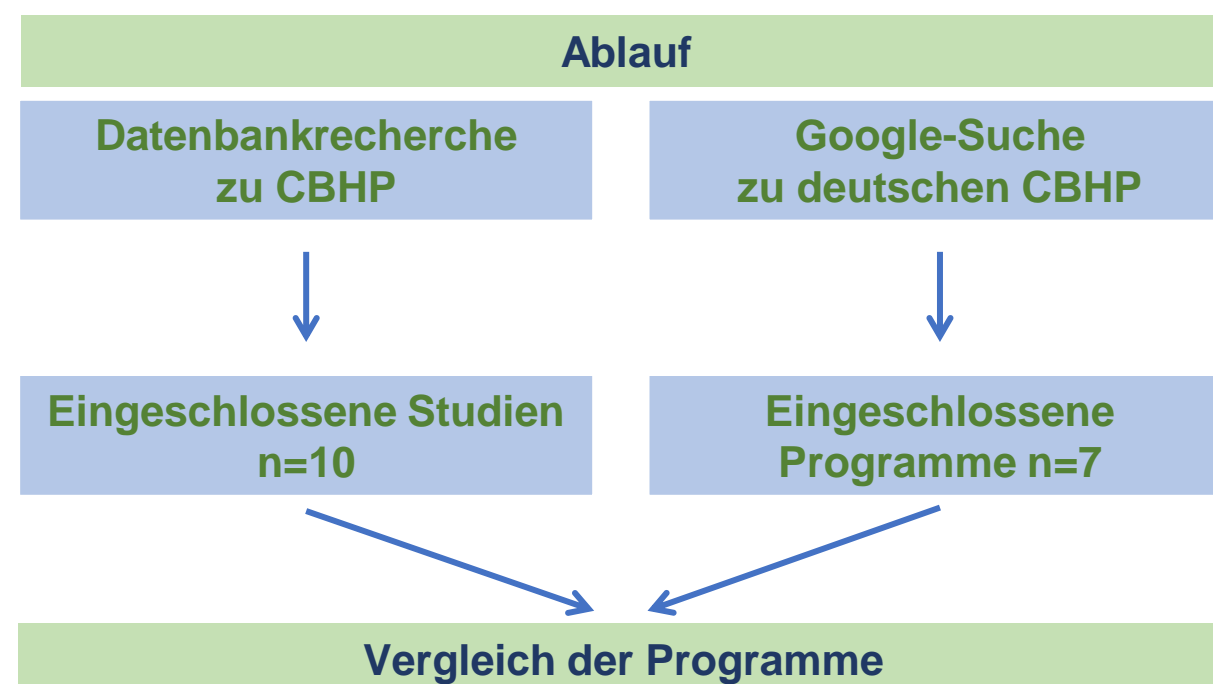 Ablauf
Datenbankrecherche
zu CBHP
Google-Suche
zu deutschen CBHP
Eingeschlossene Studien
n=10
Eingeschlossene
Programme n=7
Vergleich der Programme